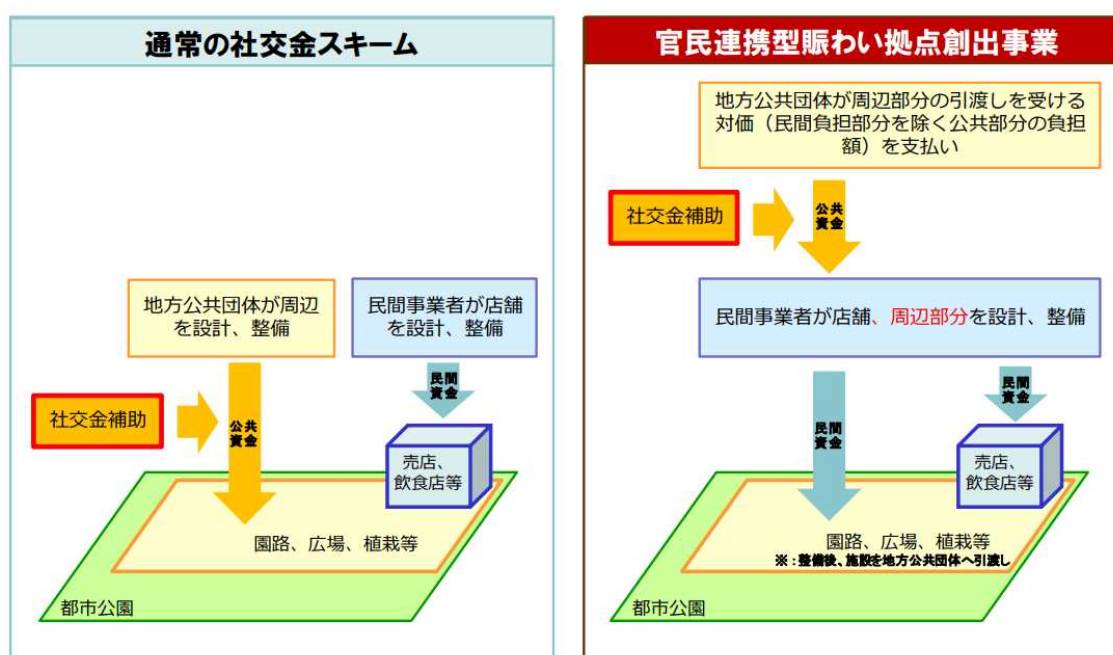 通常の社交金スキーム
地方公共団体が周辺
を設計、整備
民間事業者が店舗
を設計、整備
民間
資金
社交金補助
公共
資金
売店、
飲食店等
園路、広場、植栽等
都市公園
官民連携型賑わい拠点創出事業
地方公共団体が周辺部分の引渡しを受ける
対価（民間負担部分を除く公共部分の負担
額）を支払い
社交金補助
公共
資金
民間事業者が店舗、周辺部分を設計、整備
民間
資金
民間
資金
売店、
飲食店等
園路、広場、植栽等
※：整備後、施設を地方公共団体へ引渡し
都市公園